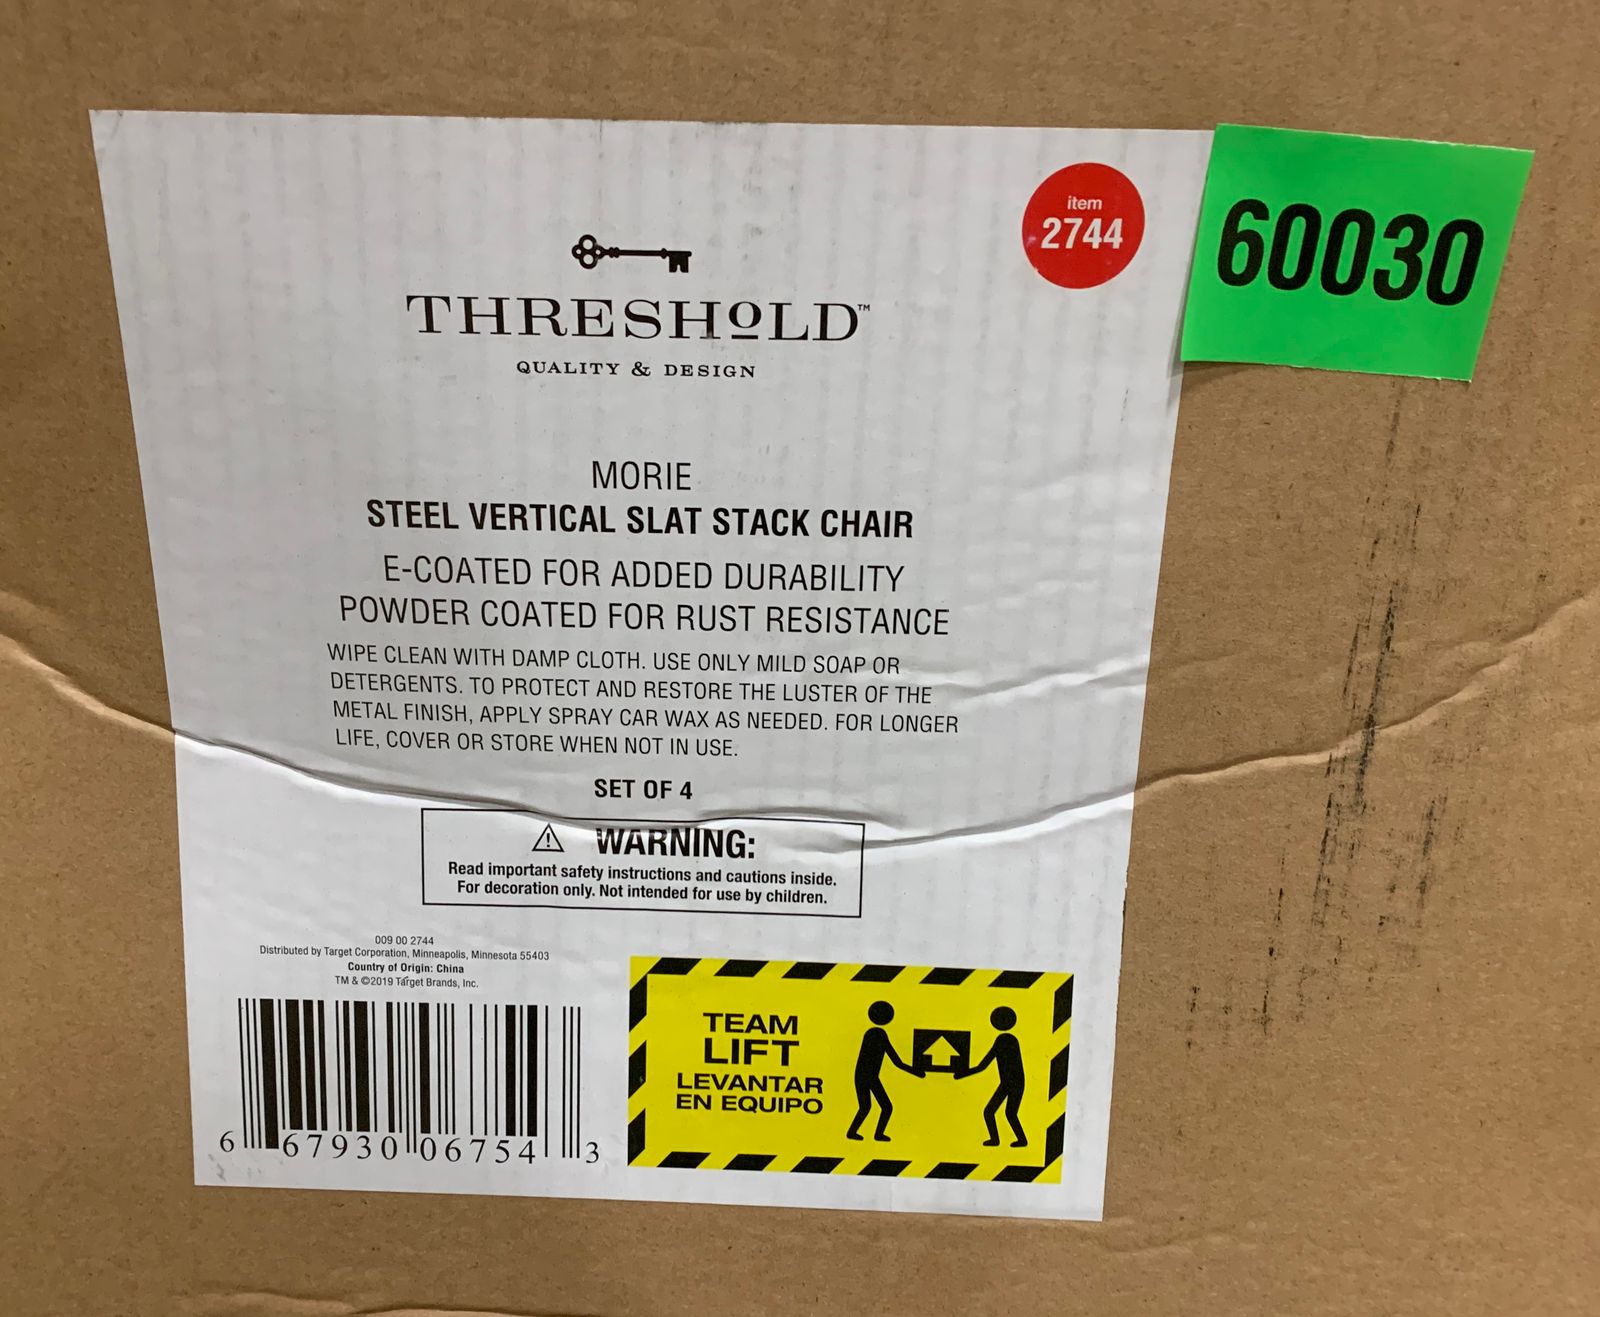 item
2744
60030
THRESHOLD™
QUALITY & DESIGN
MORIE
STEEL VERTICAL SLAT STACK CHAIR
E-COATED FOR ADDED DURABILITY
POWDER COATED FOR RUST RESISTANCE
WIPE CLEAN WITH DAMP CLOTH. USE ONLY MILD SOAP OR
DETERGENTS. TO PROTECT AND RESTORE THE LUSTER OF THE
METAL FINISH, APPLY SPRAY CAR WAX AS NEEDED. FOR LONGER
LIFE, COVER OR STORE WHEN NOT IN USE.
SET OF 4
WARNING:
Read important safety instructions and cautions inside.
For decoration only. Not intended for use by children.
009 00 2744
Distributed by Target Corporation, Minneapolis, Minnesota 55403
Country of Origin: China
TM & ©2019 Target Brands, Inc.
6 67930 06754 3
TEAM
LIFT
LEVANTAR
EN EQUIPO